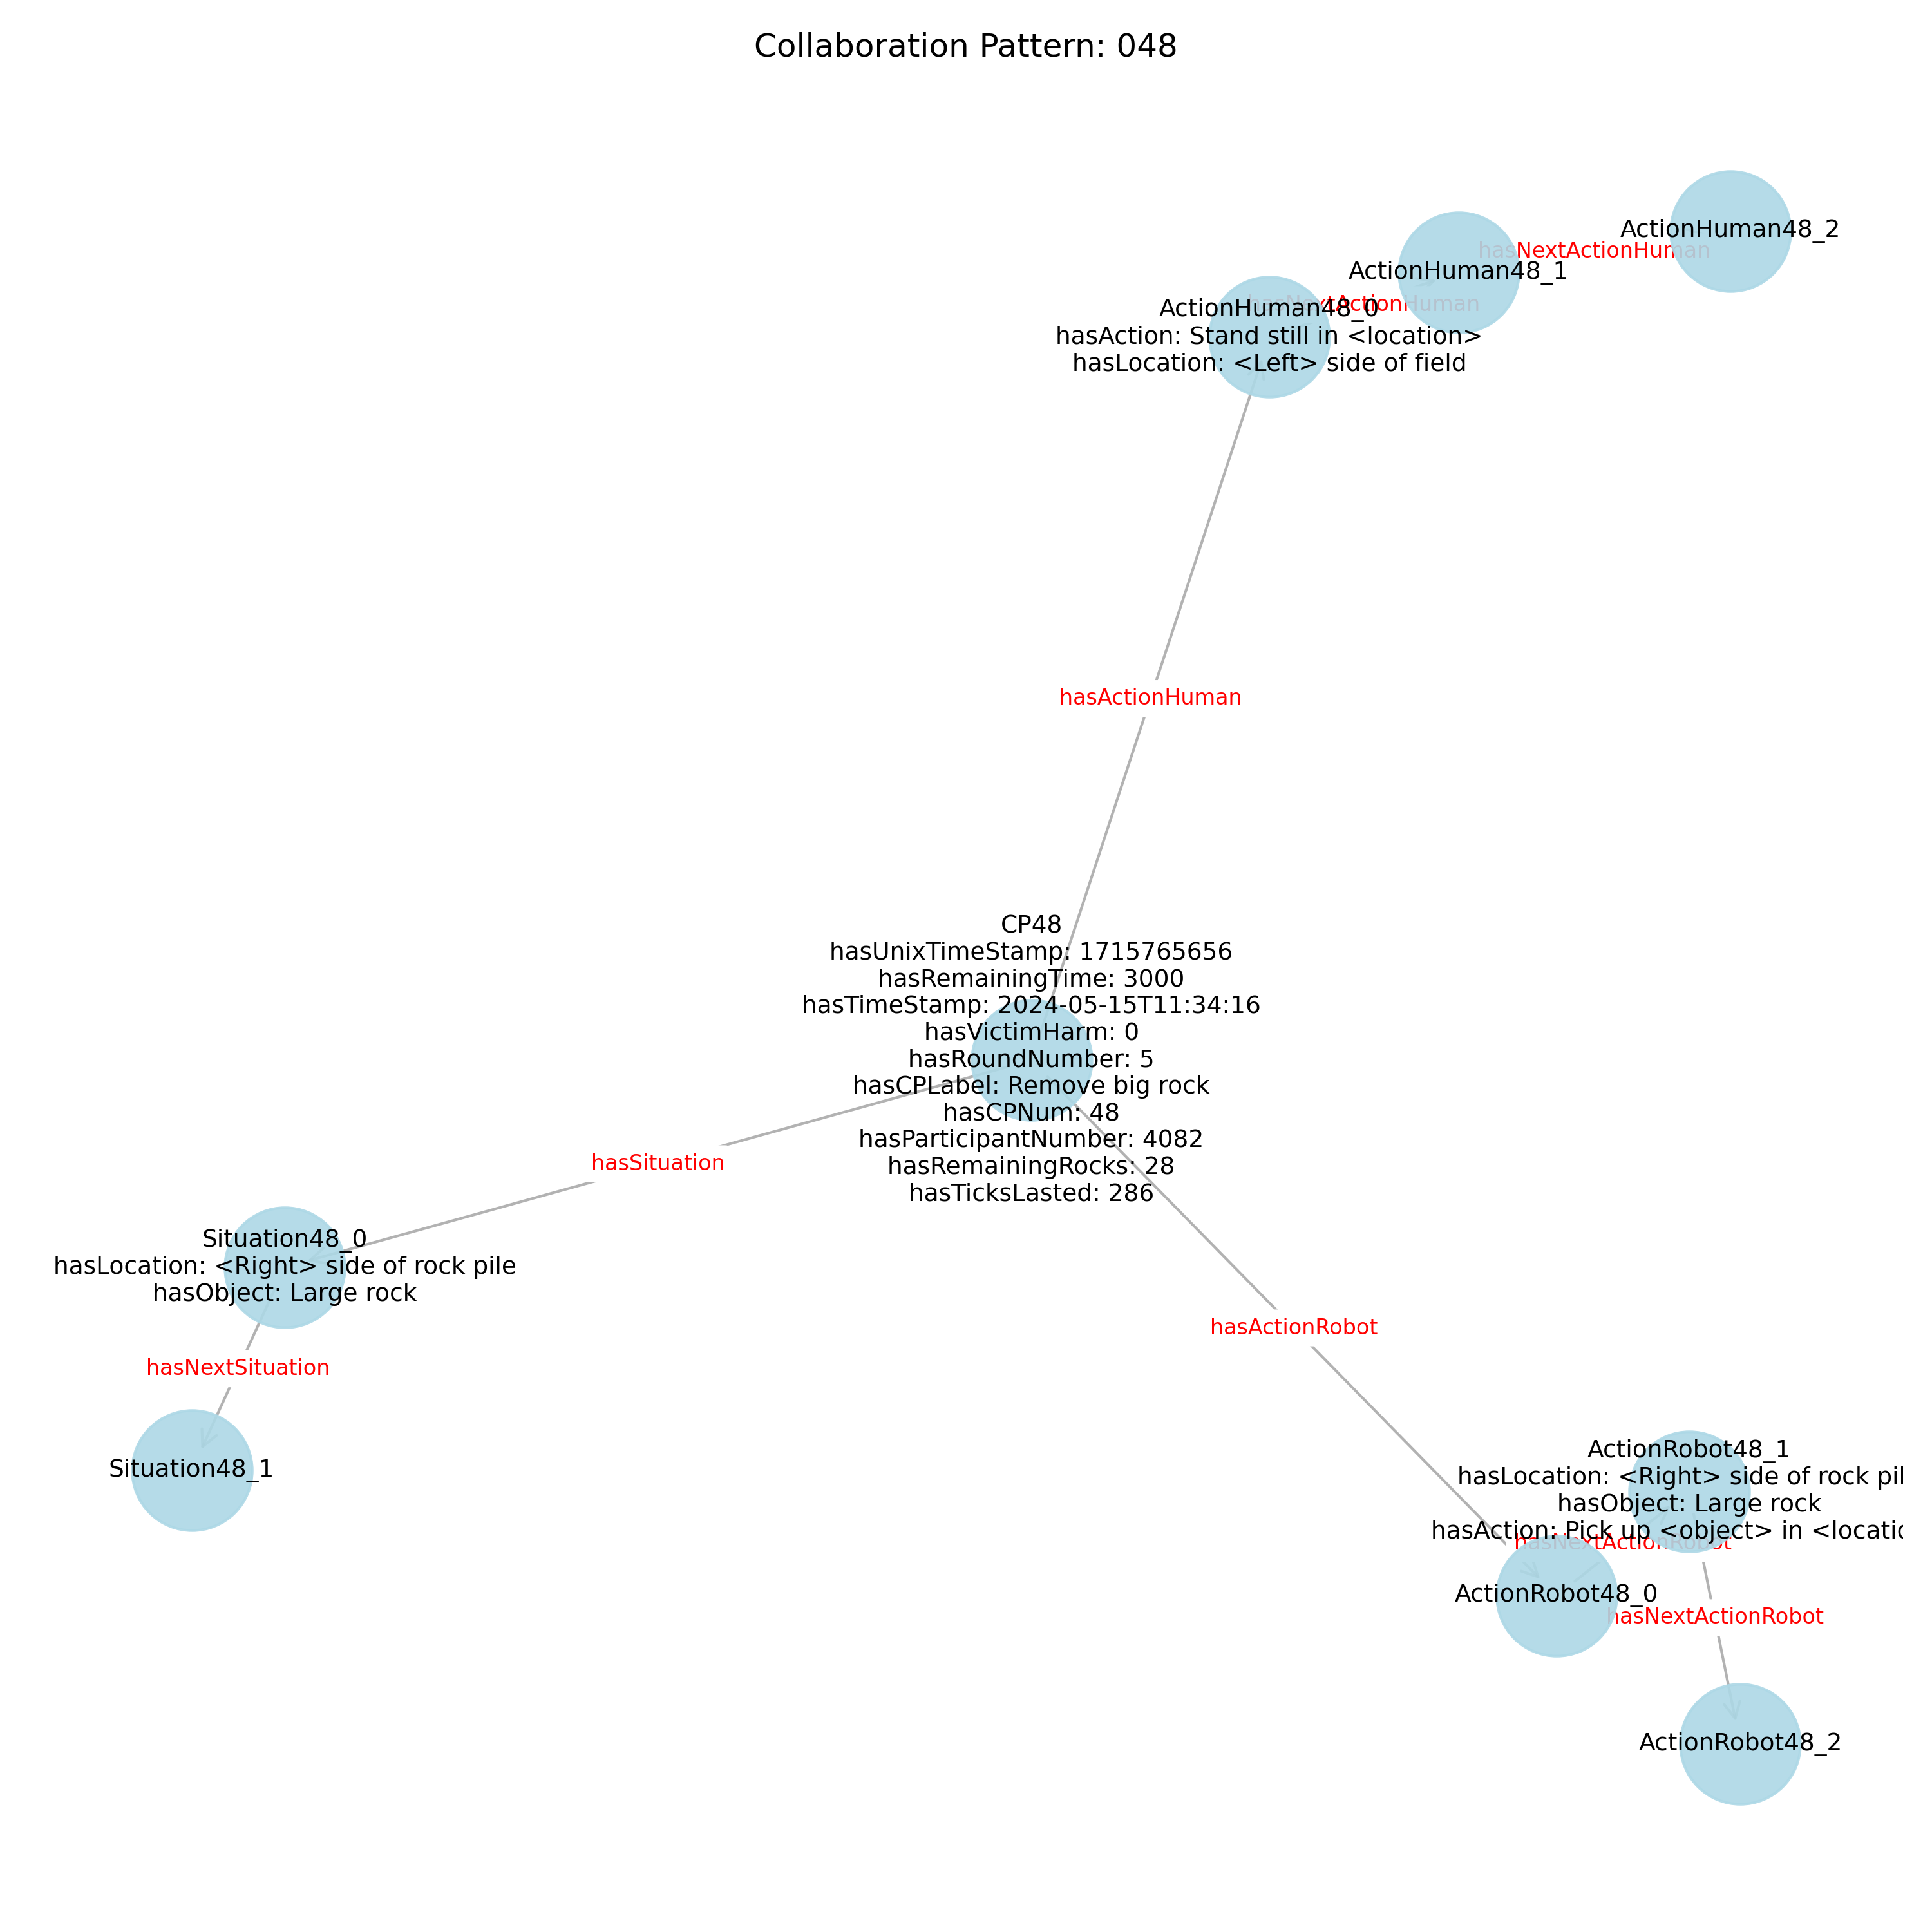 Collaboration Pattern: 048
ActionHuman48_2
hasNextActionHuman
ActionHuman48_1
hasNextActionHuman
ActionHuman48_0
hasAction: Stand still in <location>
hasLocation: <Left> side of field
hasActionHuman
CP48
hasUnixTimeStamp: 1715765656
hasRemainingTime: 3000
hasTimeStamp: 2024-05-15T11:34:16
hasVictimHarm: 0
hasRoundNumber: 5
hasCPLabel: Remove big rock
hasCPNum: 48
hasParticipantNumber: 4082
hasRemainingRocks: 28
hasTicksLasted: 286
hasSituation
Situation48_0
hasLocation: <Right> side of rock pile
hasObject: Large rock
hasNextSituation
Situation48_1
hasActionRobot
ActionRobot48_1
hasLocation: <Right> side of rock pil
hasObject: Large rock
hasAction: Pick up <object> in <locatio
hasNextActionRobot
ActionRobot48_0
hasNextActionRobot
ActionRobot48_2